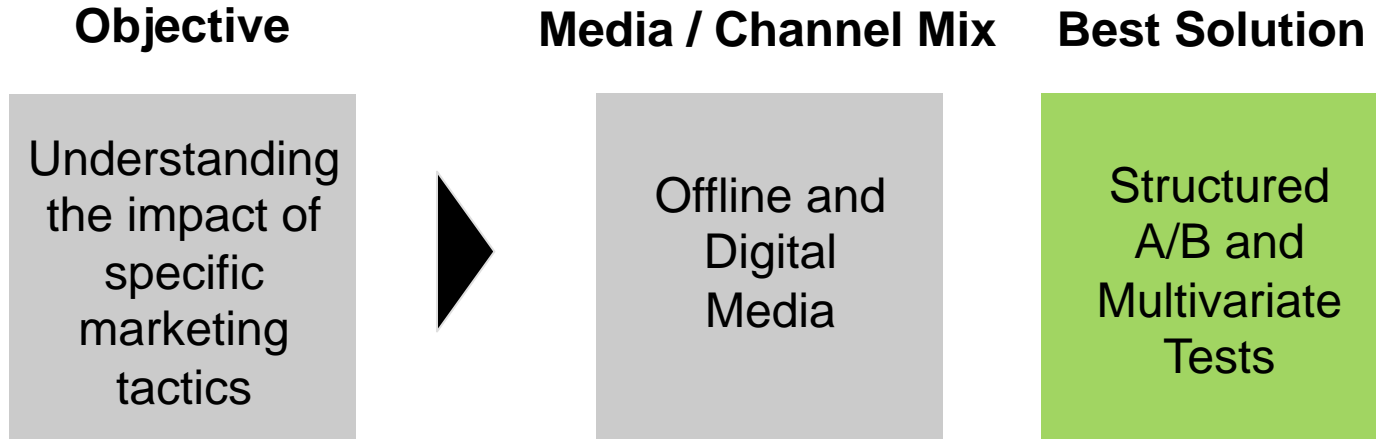 Objective
Media / Channel Mix
Best Solution
Understanding
the impact of
specific
marketing
tactics
Offline and
Digital
Media
Structured
A/B and
Multivariate
Tests